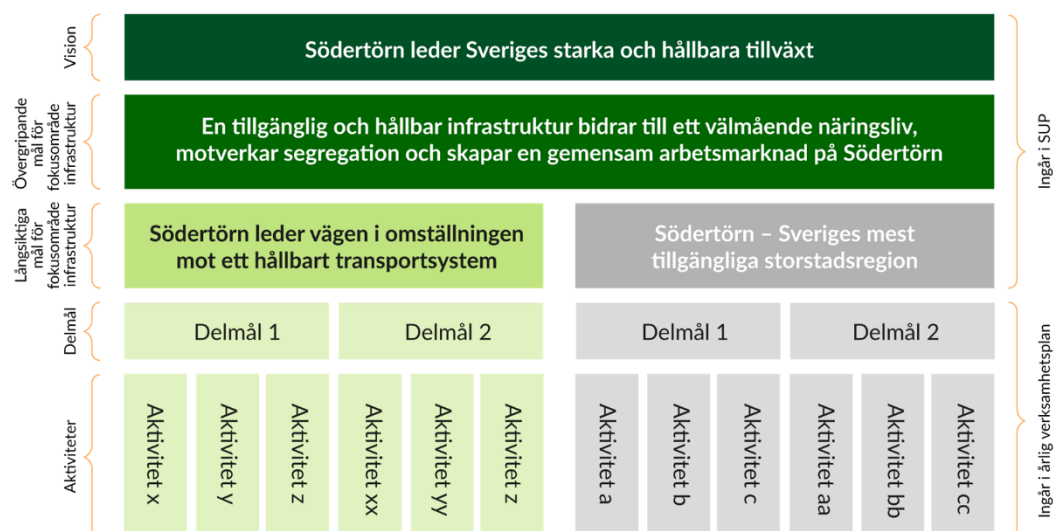 Vision
Södertörn leder Sveriges starka och hållbara tillväxt
Övergripande
mål för
fokusområde
infrastruktur
En tillgänglig och hållbar infrastruktur bidrar till ett välmående näringsliv,
motverkar segregation och skapar en gemensam arbetsmarknad på Södertörn
Ingår i SUP
Långsiktiga
mål för
fokusområde
infrastruktur
Södertörn leder vägen i omställningen
mot ett hållbart transportsystem
Södertörn – Sveriges mest
tillgängliga storstadsregion
Delmål
Delmål 1
Delmål 2
Delmål 1
Delmål 2
Aktiviteter
Aktivitet x
Aktivitet y
Aktivitet z
Aktivitet xx
Aktivitet yy
Aktivitet z
Aktivitet a
Aktivitet b
Aktivitet c
Aktivitet aa
Aktivitet bb
Aktivitet cc
Ingår i årlig verksamhetsplan